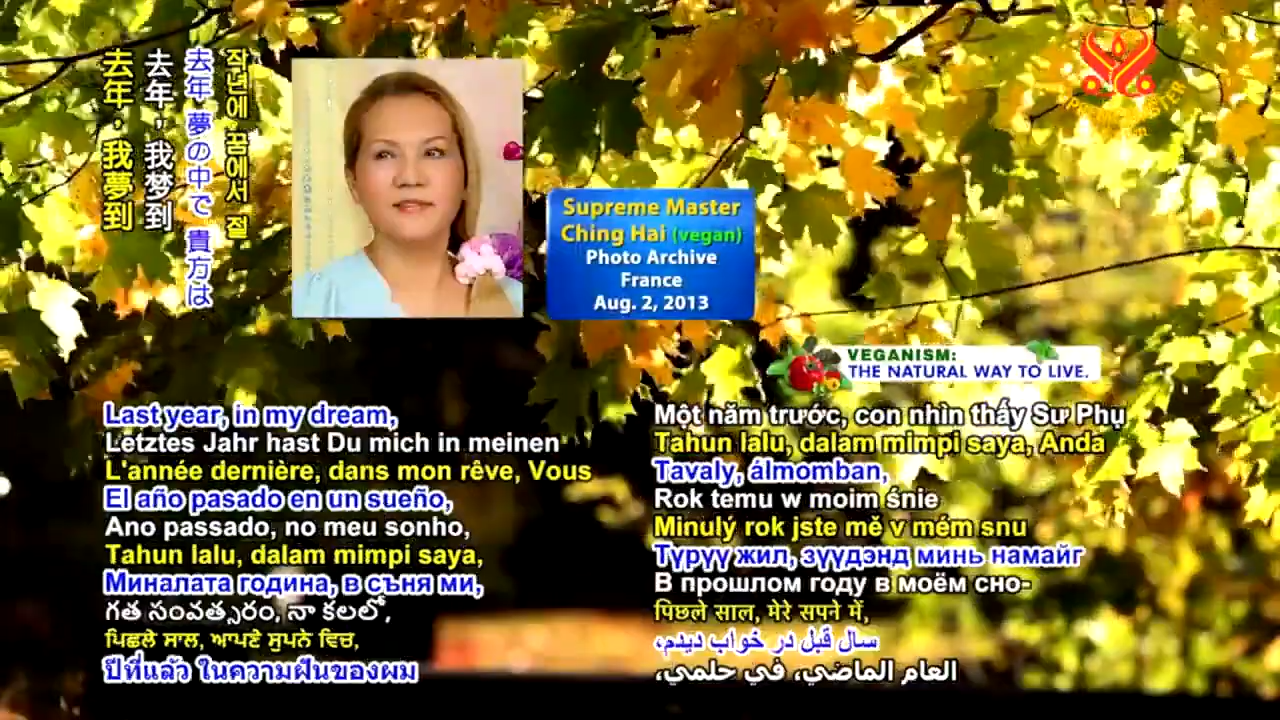 去年，我夢到
去年，我梦到
去年 夢の中で 貴方は
작년에 꿈에서 절
Supreme Master
Ching Hai (vegan)
Photo Archive
France
Aug. 2, 2013
VEGANISM:
THE NATURAL WAY TO LIVE.
Last year, in my dream,
Letztes Jahr hast Du mich in meinen
L'année dernière, dans mon rêve, Vous
El año pasado en un sueño,
Ano passado, no meu sonho,
Tahun lalu, dalam mimpi saya,
Миналата година, в съня ми,
గత సంవత్సరం, నా కలలో,
ਪਿਛਲੇ ਸਾਲ, ਆਪਣੇ ਸੁਪਨੇ ਵਿਚ,
ปีที่แล้ว ในความฝันของผม
Một năm trước, con nhìn thấy Sư Phụ
Tahun lalu, dalam mimpi saya, Anda
Tavaly, álmomban,
Rok temu w moim śnie
Minulý rok jste mě v mém snu
Түрүү жил, зүүдэнд минь намайг
В прошлом году в моём сно-
पिछले साल, मेरे सपने में,
سال قبل در خواب دیدم،
العام الماضي، في حلمي،